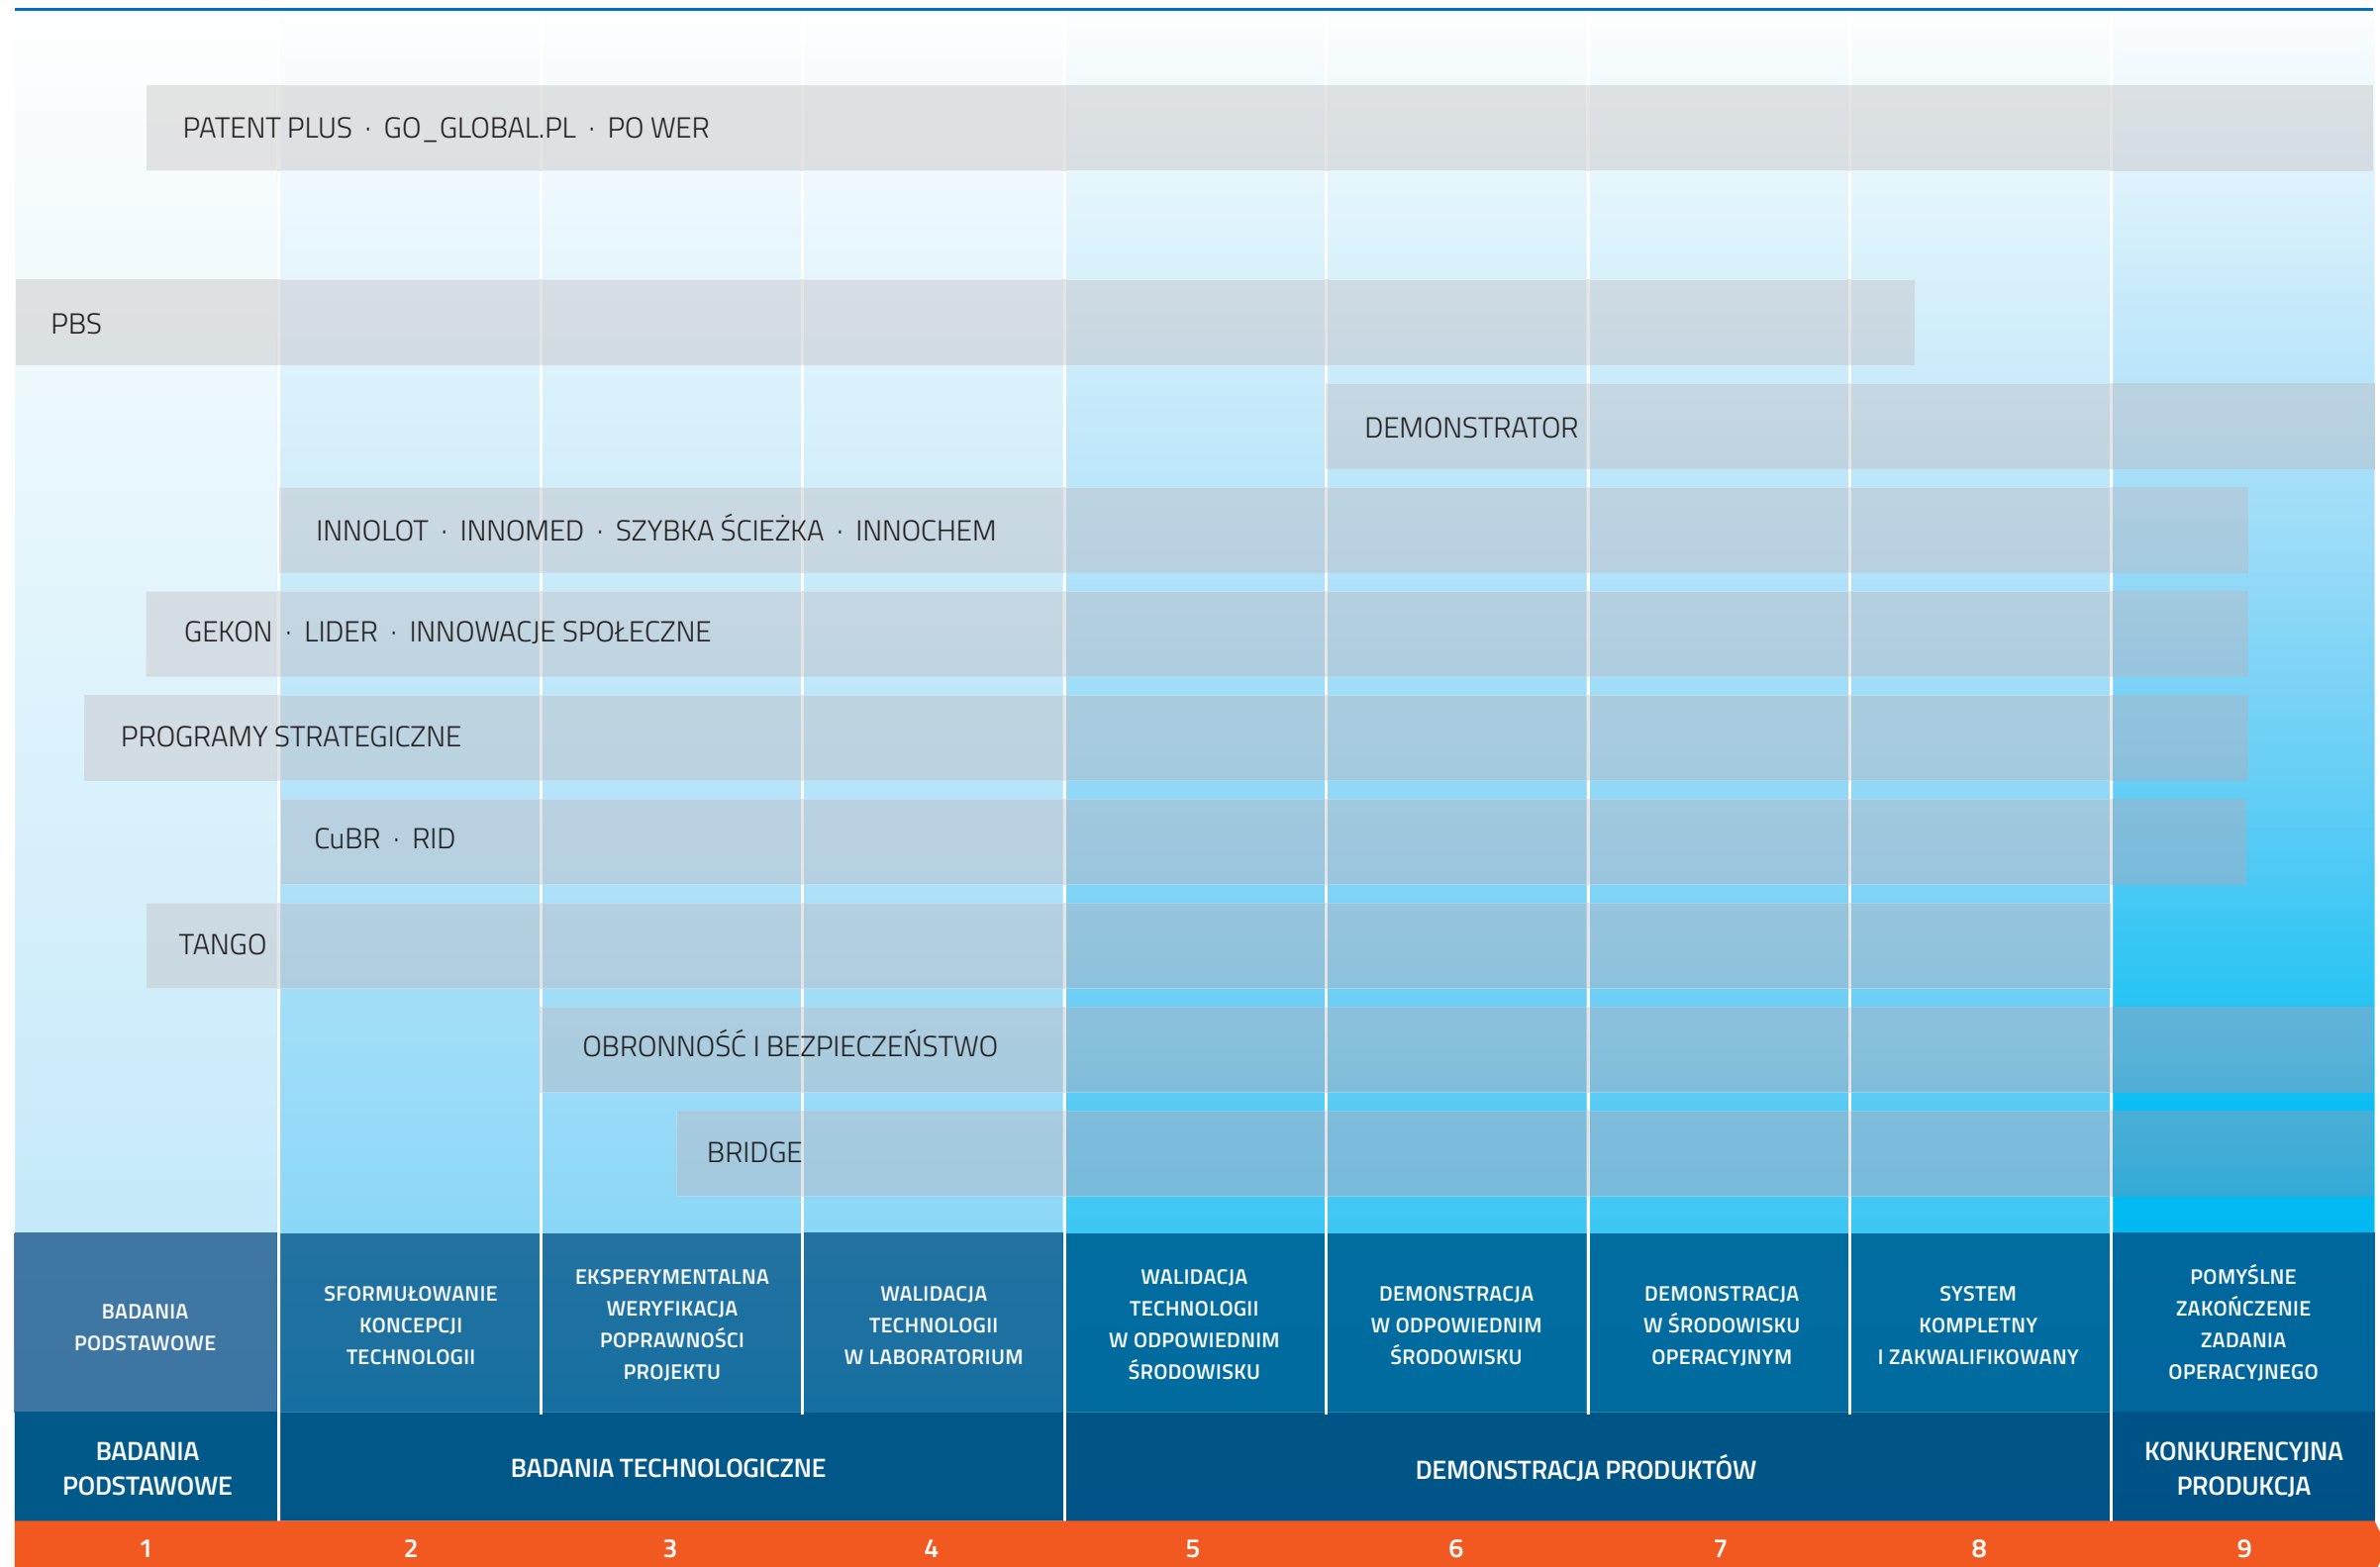 PATENT PLUS · GO_GLOBAL.PL · PO WER
PBS
DEMONSTRATOR
INNOLOT · INNOMED · SZYBKA ŚCIEŻKA · INNOCHEM
GEKON · LIDER · INNOWACJE SPOŁECZNE
PROGRAMY STRATEGICZNE
CuBR · RID
TANGO
OBRONNOŚĆ I BEZPIECZEŃSTWO
BRIDGE
BADANIA
PODSTAWOWE
SFORMUŁOWANIE
KONCEPCJI
TECHNOLOGII
EKSPERYMENTALNA
WERYFIKACJA
POPRAWNOŚCI
PROJEKTU
WALIDACJA
TECHNOLOGII
W LABORATORIUM
WALIDACJA
TECHNOLOGII
W ODPOWIEDNIM
ŚRODOWISKU
DEMONSTRACJA
W ODPOWIEDNIM
ŚRODOWISKU
DEMONSTRACJA
W ŚRODOWISKU
OPERACYJNYM
SYSTEM
KOMPLETNY
I ZAKWALIFIKOWANY
POMYŚLNE
ZAKOŃCZENIE
ZADANIA
OPERACYJNEGO
BADANIA
PODSTAWOWE
BADANIA TECHNOLOGICZNE
DEMONSTRACJA PRODUKTÓW
KONKURENCYJNA
PRODUKCJA
1 2 3 4 5 6 7 8 9